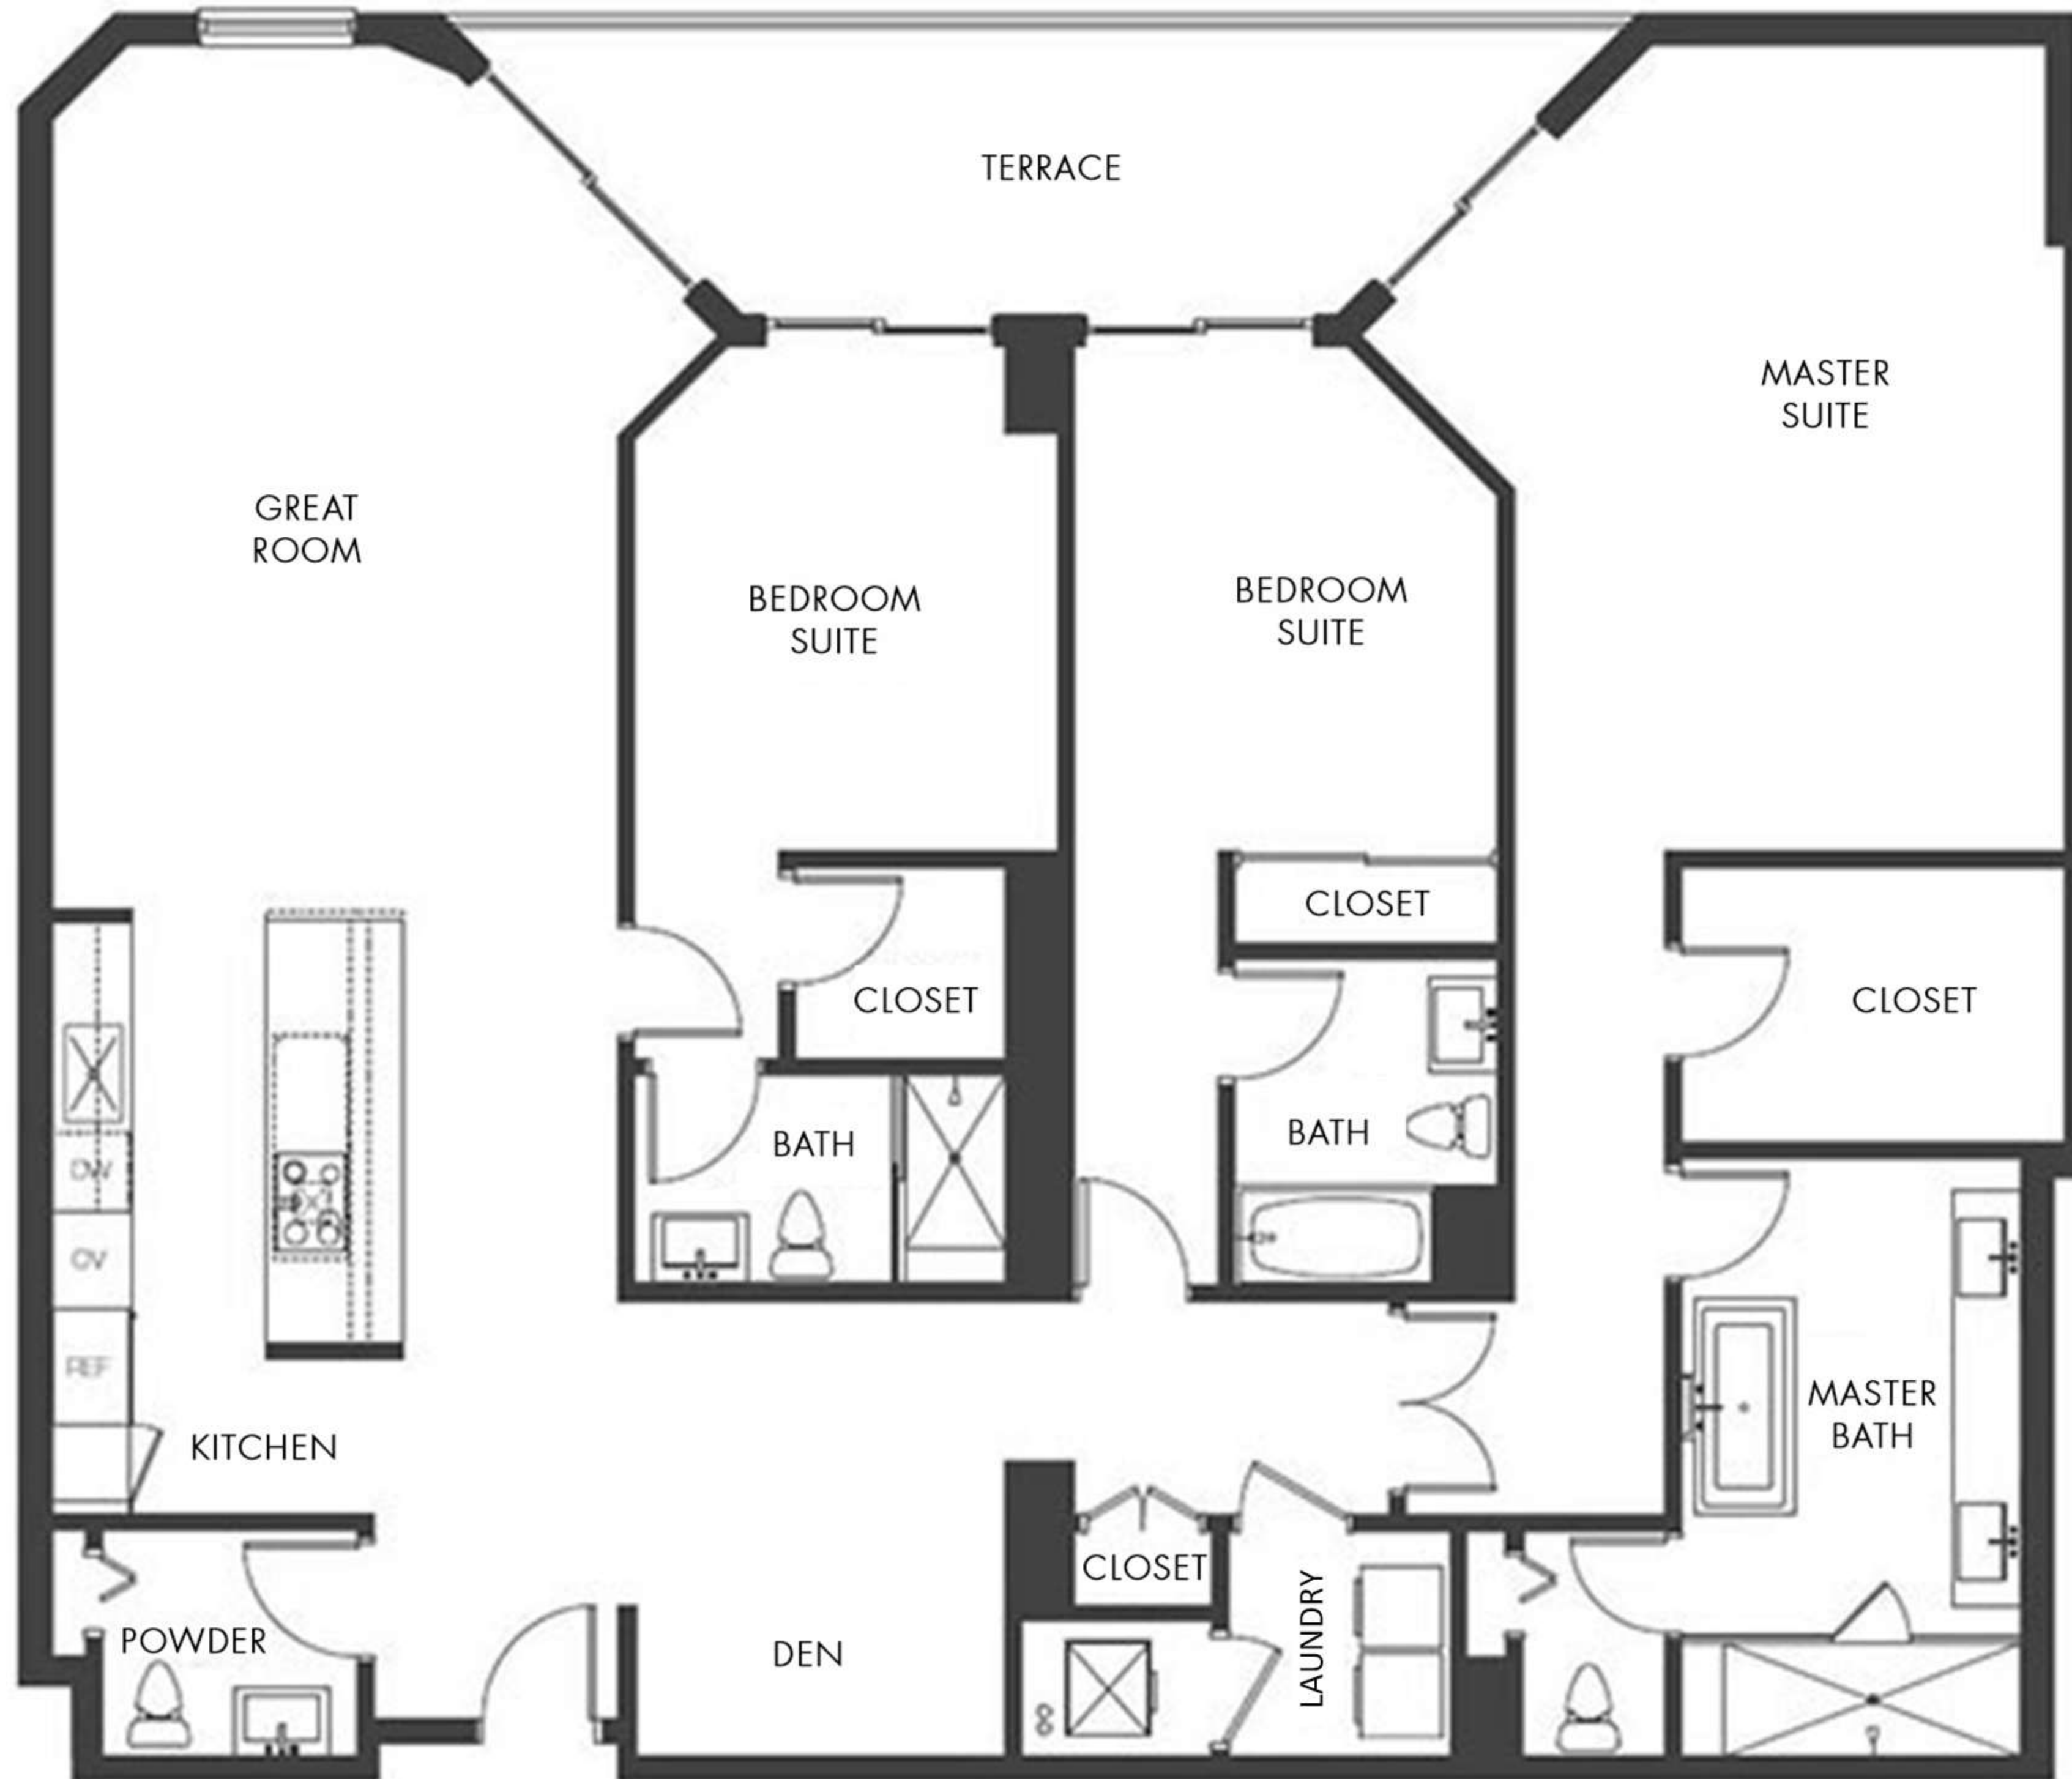 TERRACE
MASTER
SUITE
GREAT
ROOM
BEDROOM
SUITE
BEDROOM
SUITE
CLOSET
CLOSET
CLOSET
BATH
BATH
DW
OV
REF
MASTER
BATH
KITCHEN
CLOSET
LAUNDRY
POWDER
DEN